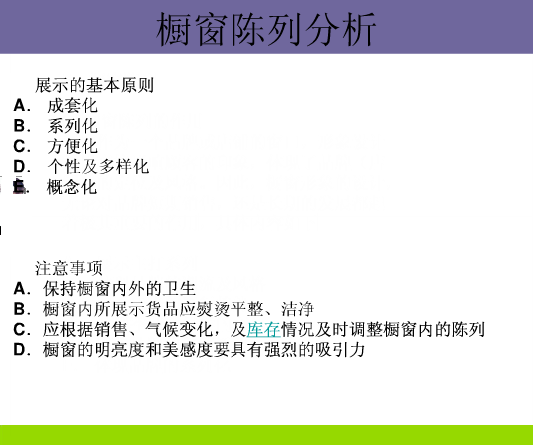 橱窗陈列分析
展示的基本原则
A． 成套化
B． 系列化
C． 方便化
D． 个性及多样化
E． 概念化
注意事项
A．保持橱窗内外的卫生
B．橱窗内所展示货品应熨烫平整、洁净
C．应根据销售、气候变化，及库存情况及时调整橱窗内的陈列
D．橱窗的明亮度和美感度要具有强烈的吸引力